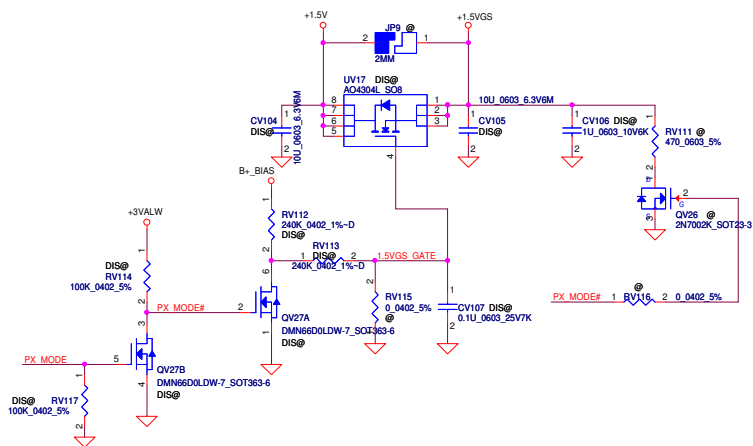 +1.5V
+1.5VGS
JP9 @
2 1
2MM
UV17 DIS@
AO4304L_SO8
8 1
7 2
6 3
5
4
10U_0603_6.3V6M
10U_0603_6.3V6M
CV104
DIS@
1
2
CV105
DIS@
1
2
CV106 DIS@
1U_0603_10V6K
1
2
RV111 @
470_0603_5%
1
2
B+_BIAS
RV112
240K_0402_1%~D
DIS@
1
2
RV113
240K_0402_1%~D
DIS@
1 2
1.5VGS_GATE
+3VALW
DIS@
RV114
100K_0402_5%
1
2
PX_MODE#
2
6
1
QV27A
DMN66D0LDW-7_SOT363-6
DIS@
RV115
0_0402_5%
@
1
2
CV107 DIS@
0.1U_0603_25V7K
1
2
D
1
G
2
S
3
QV26 @
2N7002K_SOT23-3
PX_MODE#
@
RV116
1 2
0_0402_5%
PX_MODE
5
3
4
QV27B
DMN66D0LDW-7_SOT363-6
DIS@
DIS@ RV117
100K_0402_5%
1
2